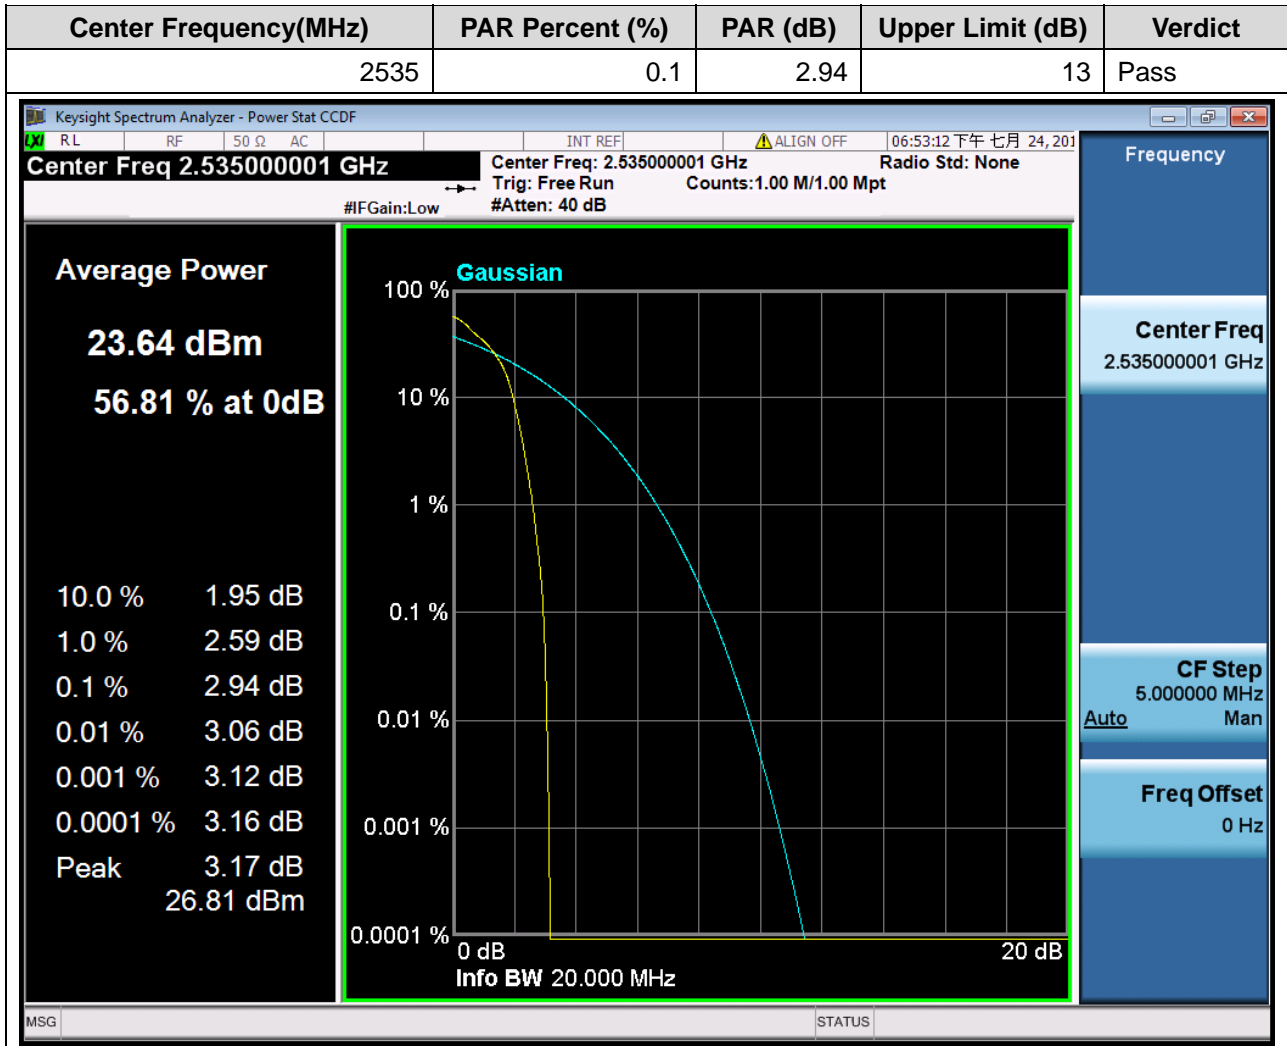 Center Frequency(MHz) PAR Percent (%) PAR (dB) Upper Limit (dB) Verdict
2535 0.1 2.94 13 Pass
Keysight Spectrum Analyzer - Power Stat CCDF
LXI RL RF 50 Ω AC INT REF ALIGN OFF 06:53:12 下午 七月 24, 201
Center Freq 2.535000001 GHz
Center Freq: 2.535000001 GHz Radio Std: None
Trig: Free Run Counts:1.00 M/1.00 Mpt
#IFGain:Low #Atten: 40 dB
Average Power
23.64 dBm
56.81 % at 0dB
10.0 % 1.95 dB
1.0 % 2.59 dB
0.1 % 2.94 dB
0.01 % 3.06 dB
0.001 % 3.12 dB
0.0001 % 3.16 dB
Peak 3.17 dB
26.81 dBm
Gaussian
100 %
10 %
1 %
0.1 %
0.01 %
0.001 %
0.0001 %
0 dB 20 dB
Info BW 20.000 MHz
Frequency
Center Freq
2.535000001 GHz
CF Step
5.000000 MHz
Auto Man
Freq Offset
0 Hz
MSG STATUS